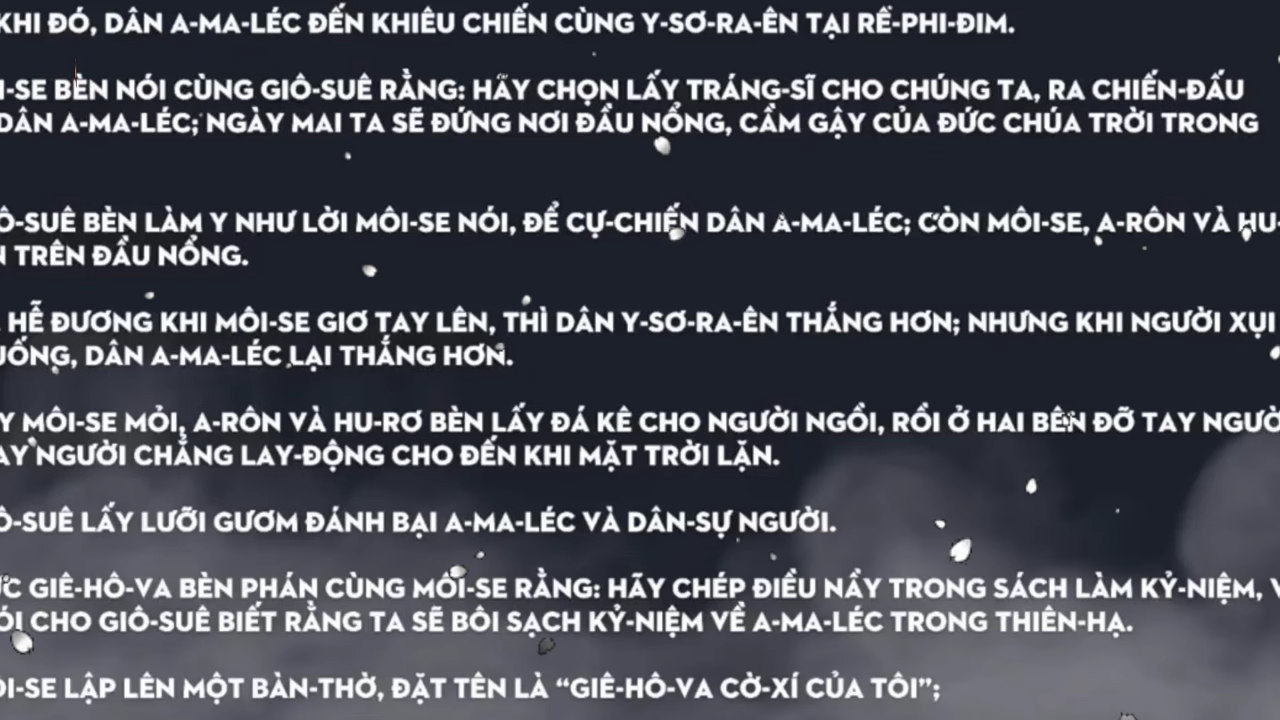 KHI ĐÓ, DÂN A-MA-LÉC ĐẾN KHIÊU CHIẾN CÙNG Y-SƠ-RA-ÊN TẠI RÊ-PHI-ĐIM.
I-SE BÈN NÓI CÙNG GIÔ-SUÊ RẰNG: HÃY CHỌN LẤY TRÁNG-SĨ CHO CHÚNG TA, RA CHIẾN-ĐẤU
DÂN A-MA-LÉC; NGÀY MAI TA SẼ ĐỨNG NƠI ĐẦU NỔNG, CẦM GẬY CỦA ĐỨC CHÚA TRỜI TRONG
Ô-SUÊ BÈN LÀM Y NHƯ LỜI MÔI-SE NÓI, ĐỂ CỰ-CHIẾN DÂN A-MA-LÉC; CÒN MÔI-SE, A-RÔN VÀ HU-
N TRÊN ĐẦU NỔNG.
HỄ ĐƯƠNG KHI MÔI-SE GIƠ TAY LÊN, THÌ DÂN Y-SƠ-RA-ÊN THẮNG HƠN; NHƯNG KHI NGƯỜI XỤI
UỐNG, DÂN A-MA-LÉC LẠI THẮNG HƠN.
Y MÔI-SE MỎI, A-RÔN VÀ HU-RƠ BÈN LẤY ĐÁ KÊ CHO NGƯỜI NGỒI, RỒI Ở HAI BÊN ĐỠ TAY NGƯỜ
AY NGƯỜI CHẲNG LAY-ĐỘNG CHO ĐẾN KHI MẶT TRỜI LẶN.
Ô-SUÊ LẤY LƯỠI GƯƠM ĐÁNH BẠI A-MA-LÉC VÀ DÂN-SỰ NGƯỜI.
ỨC GIÊ-HÔ-VA BÈN PHÁN CÙNG MÔI-SE RẰNG: HÃY CHÉP ĐIỀU NẦY TRONG SÁCH LÀM KỶ-NIỆM, V
ÓI CHO GIÔ-SUÊ BIẾT RẰNG TA SẼ BÔI SẠCH KỶ-NIỆM VỀ A-MA-LÉC TRONG THIÊN-HẠ.
ÔI-SE LẬP LÊN MỘT BÀN-THỜ, ĐẶT TÊN LÀ “GIÊ-HÔ-VA CỜ-XÍ CỦA TÔI”;